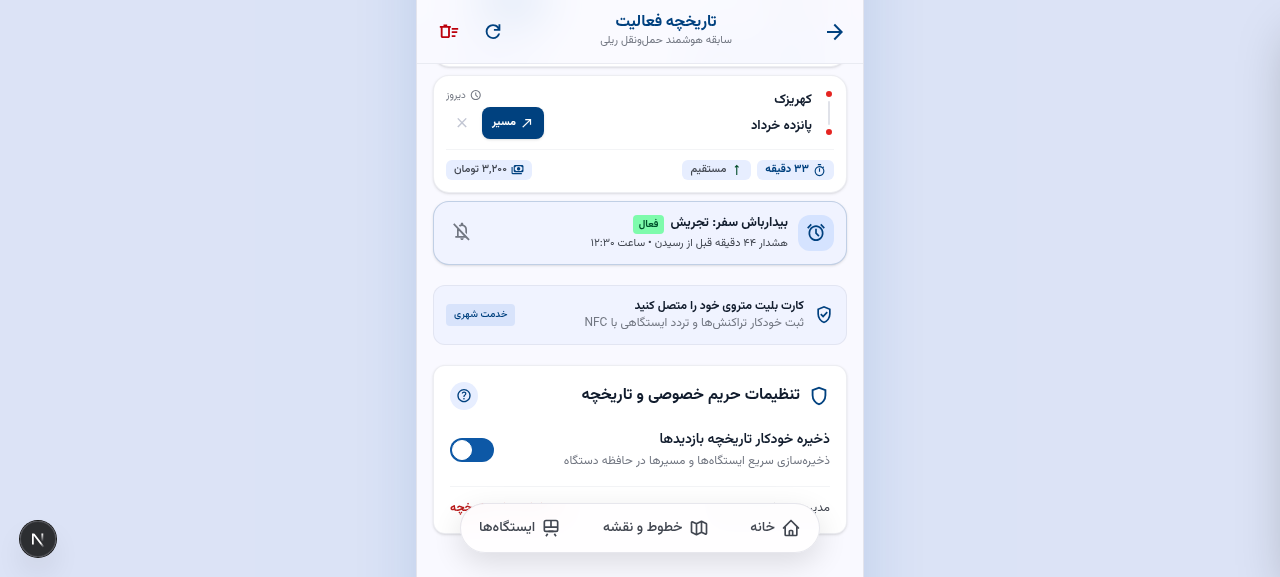 تاریخچه فعالیت
سابقه هوشمند حمل‌ونقل ریلی
کهریزک
دیروز
پانزده خرداد
مسیر
۳۳ دقیقه
مستقیم
۳,۲۰۰ تومان
بیدارباش سفر: تجریش
فعال
هشدار ۴۴ دقیقه قبل از رسیدن • ساعت ۱۲:۳۰
کارت بلیت متروی خود را متصل کنید
ثبت خودکار تراکنش‌ها و تردد ایستگاهی با NFC
خدمت شهری
تنظیمات حریم خصوصی و تاریخچه
ذخیره خودکار تاریخچه بازدیدها
ذخیره‌سازی سریع ایستگاه‌ها و مسیرها در حافظه دستگاه
خانه
خطوط و نقشه
ایستگاه‌ها
N